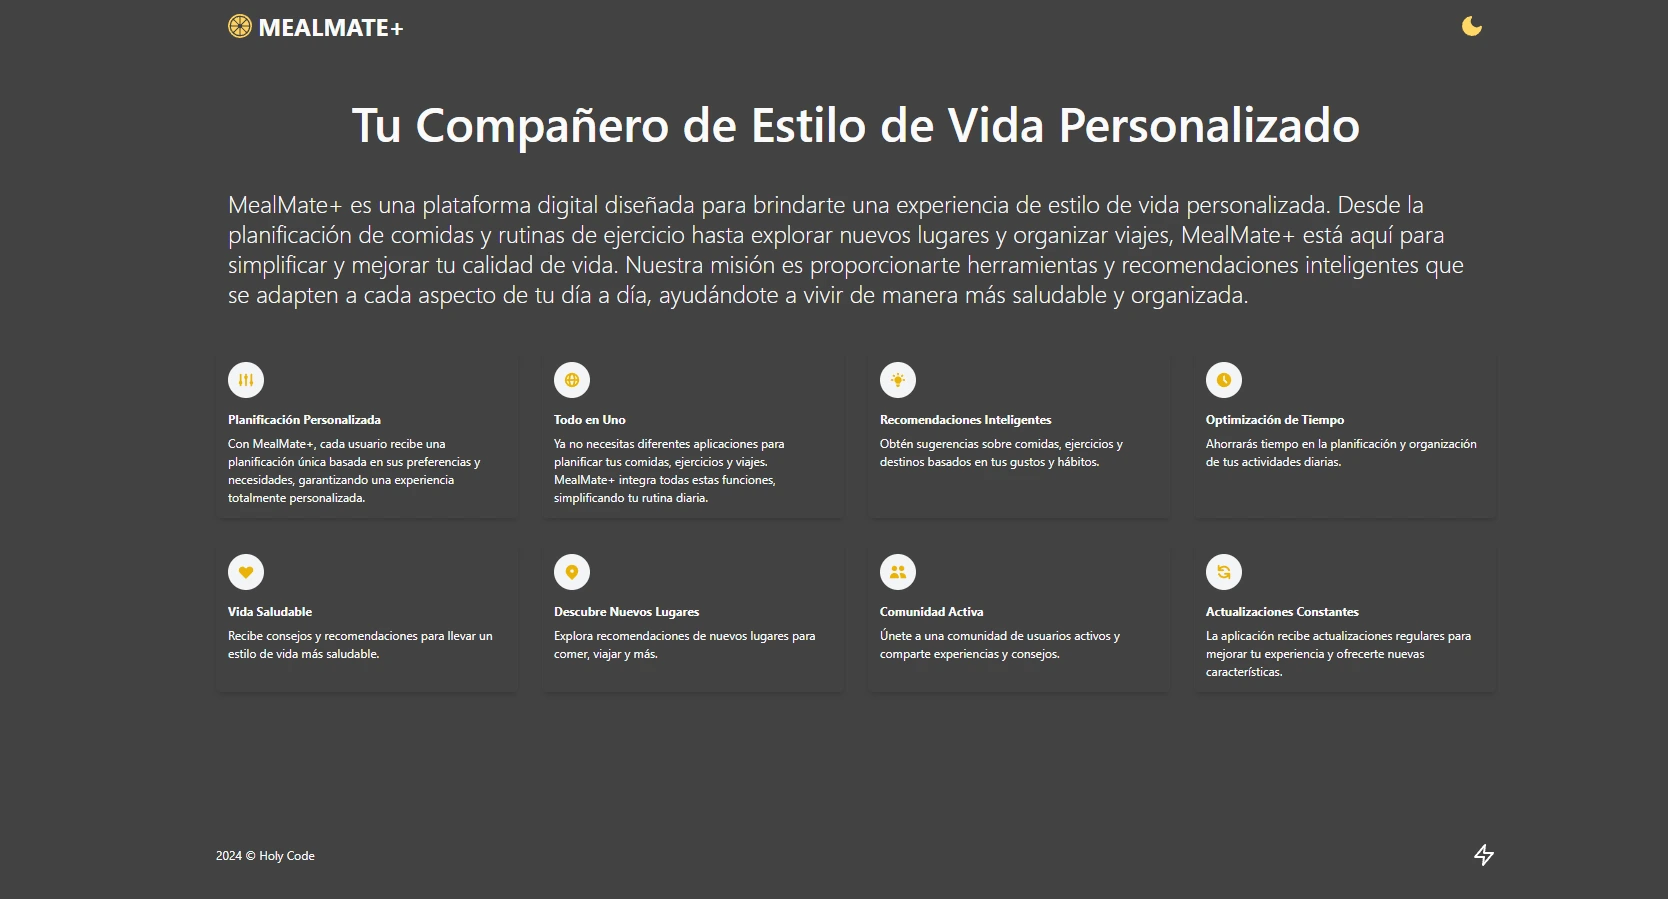 MEALMATE+
Tu Compañero de Estilo de Vida Personalizado
MealMate+ es una plataforma digital diseñada para brindarte una experiencia de estilo de vida personalizada. Desde la
planificación de comidas y rutinas de ejercicio hasta explorar nuevos lugares y organizar viajes, MealMate+ está aquí para
simplificar y mejorar tu calidad de vida. Nuestra misión es proporcionarte herramientas y recomendaciones inteligentes que
se adapten a cada aspecto de tu día a día, ayudándote a vivir de manera más saludable y organizada.
Planificación Personalizada
Con MealMate+, cada usuario recibe una
planificación única basada en sus preferencias y
necesidades, garantizando una experiencia
totalmente personalizada.
Todo en Uno
Ya no necesitas diferentes aplicaciones para
planificar tus comidas, ejercicios y viajes.
MealMate+ integra todas estas funciones,
simplificando tu rutina diaria.
Recomendaciones Inteligentes
Obtén sugerencias sobre comidas, ejercicios y
destinos basados en tus gustos y hábitos.
Optimización de Tiempo
Ahorrarás tiempo en la planificación y organización
de tus actividades diarias.
Vida Saludable
Recibe consejos y recomendaciones para llevar un
estilo de vida más saludable.
Descubre Nuevos Lugares
Explora recomendaciones de nuevos lugares para
comer, viajar y más.
Comunidad Activa
Únete a una comunidad de usuarios activos y
comparte experiencias y consejos.
Actualizaciones Constantes
La aplicación recibe actualizaciones regulares para
mejorar tu experiencia y ofrecerte nuevas
características.
2024 © Holy Code